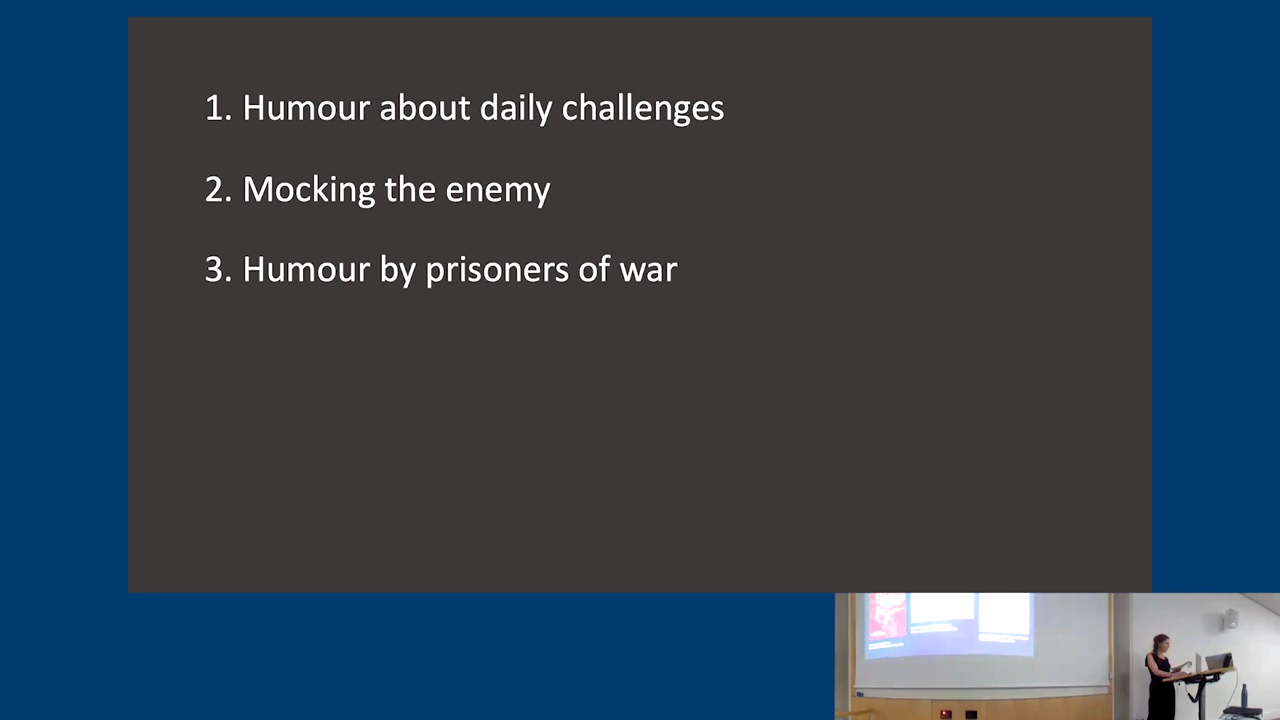 1. Humour about daily challenges
2. Mocking the enemy
3. Humour by prisoners of war